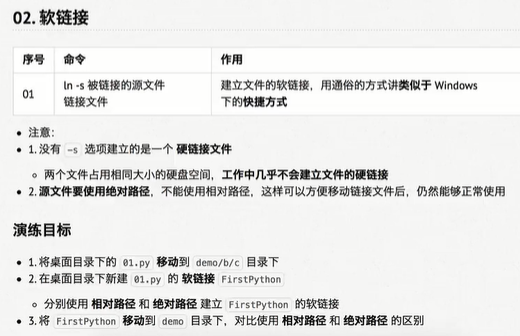 02. 软链接
序号 命令 作用
01 ln -s 被链接的源文件 链接文件 建立文件的软链接，用通俗的方式讲类似于 Windows 下的快捷方式
• 注意：
• 1. 没有 -s 选项建立的是一个 硬链接文件
◦ 两个文件占用相同大小的硬盘空间，工作中几乎不会建立文件的硬链接
• 2. 源文件要使用绝对路径，不能使用相对路径，这样可以方便移动链接文件后，仍然能够正常使用
演练目标
• 1. 将桌面目录下的 01.py 移动到 demo/b/c 目录下
• 2. 在桌面目录下新建 01.py 的 软链接 FirstPython
◦ 分别使用 相对路径 和 绝对路径 建立 FirstPython 的软链接
• 3. 将 FirstPython 移动到 demo 目录下，对比使用 相对路径 和 绝对路径 的区别